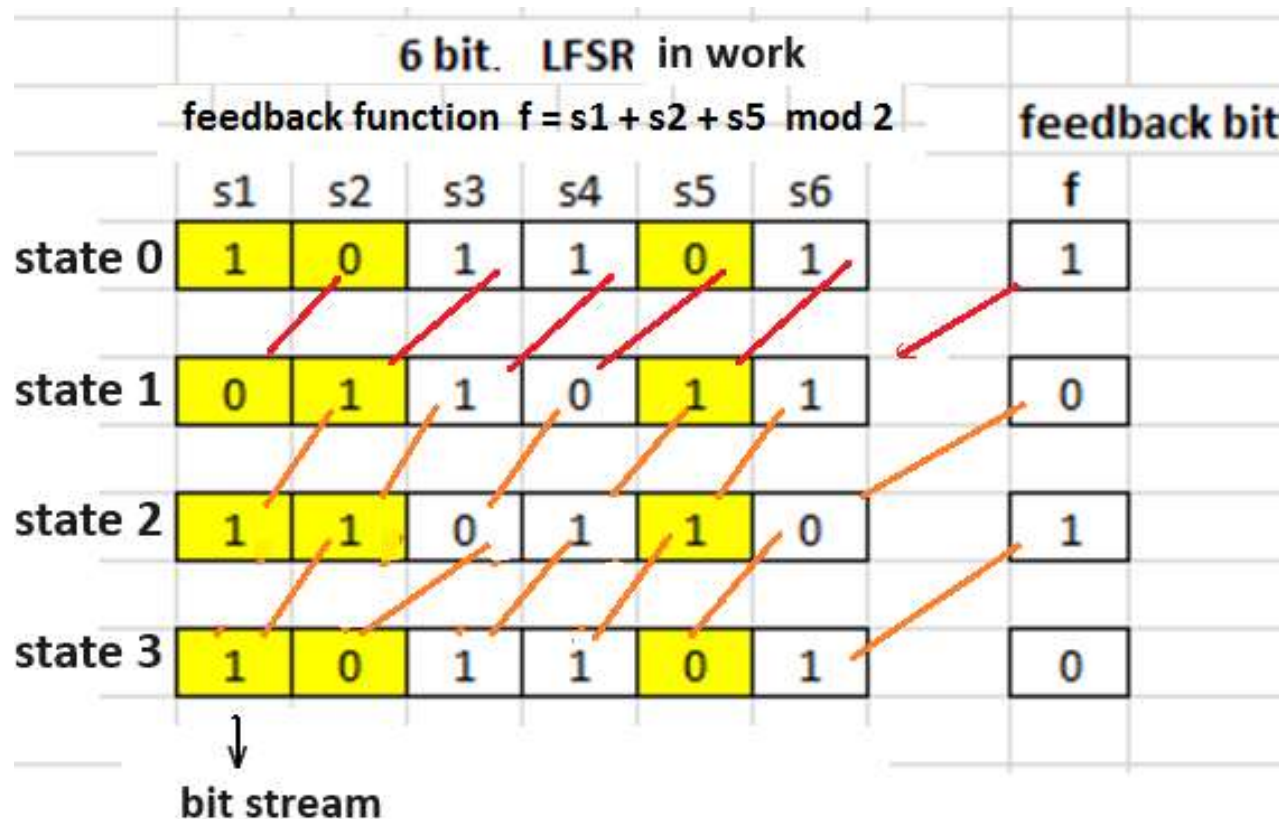 6 bit. LFSR in work
feedback function f = s1 + s2 + s5 mod 2 feedback bit
s1 s2 s3 s4 s5 s6 f
state 0 1 0 1 1 0 1 1
state 1 0 1 1 0 1 1 0
state 2 1 1 0 1 1 0 1
state 3 1 0 1 1 0 1 0
bit stream